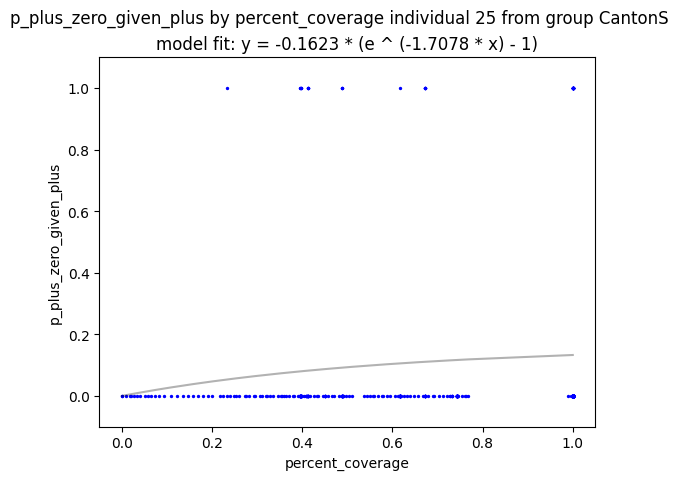 p_plus_zero_given_plus by percent_coverage individual 25 from group CantonS
model fit: y = -0.1623 * (e ^ (-1.7078 * x) - 1)
p_plus_zero_given_plus
1.0
0.8
0.6
0.4
0.2
0.0
0.0 0.2 0.4 0.6 0.8 1.0
percent_coverage